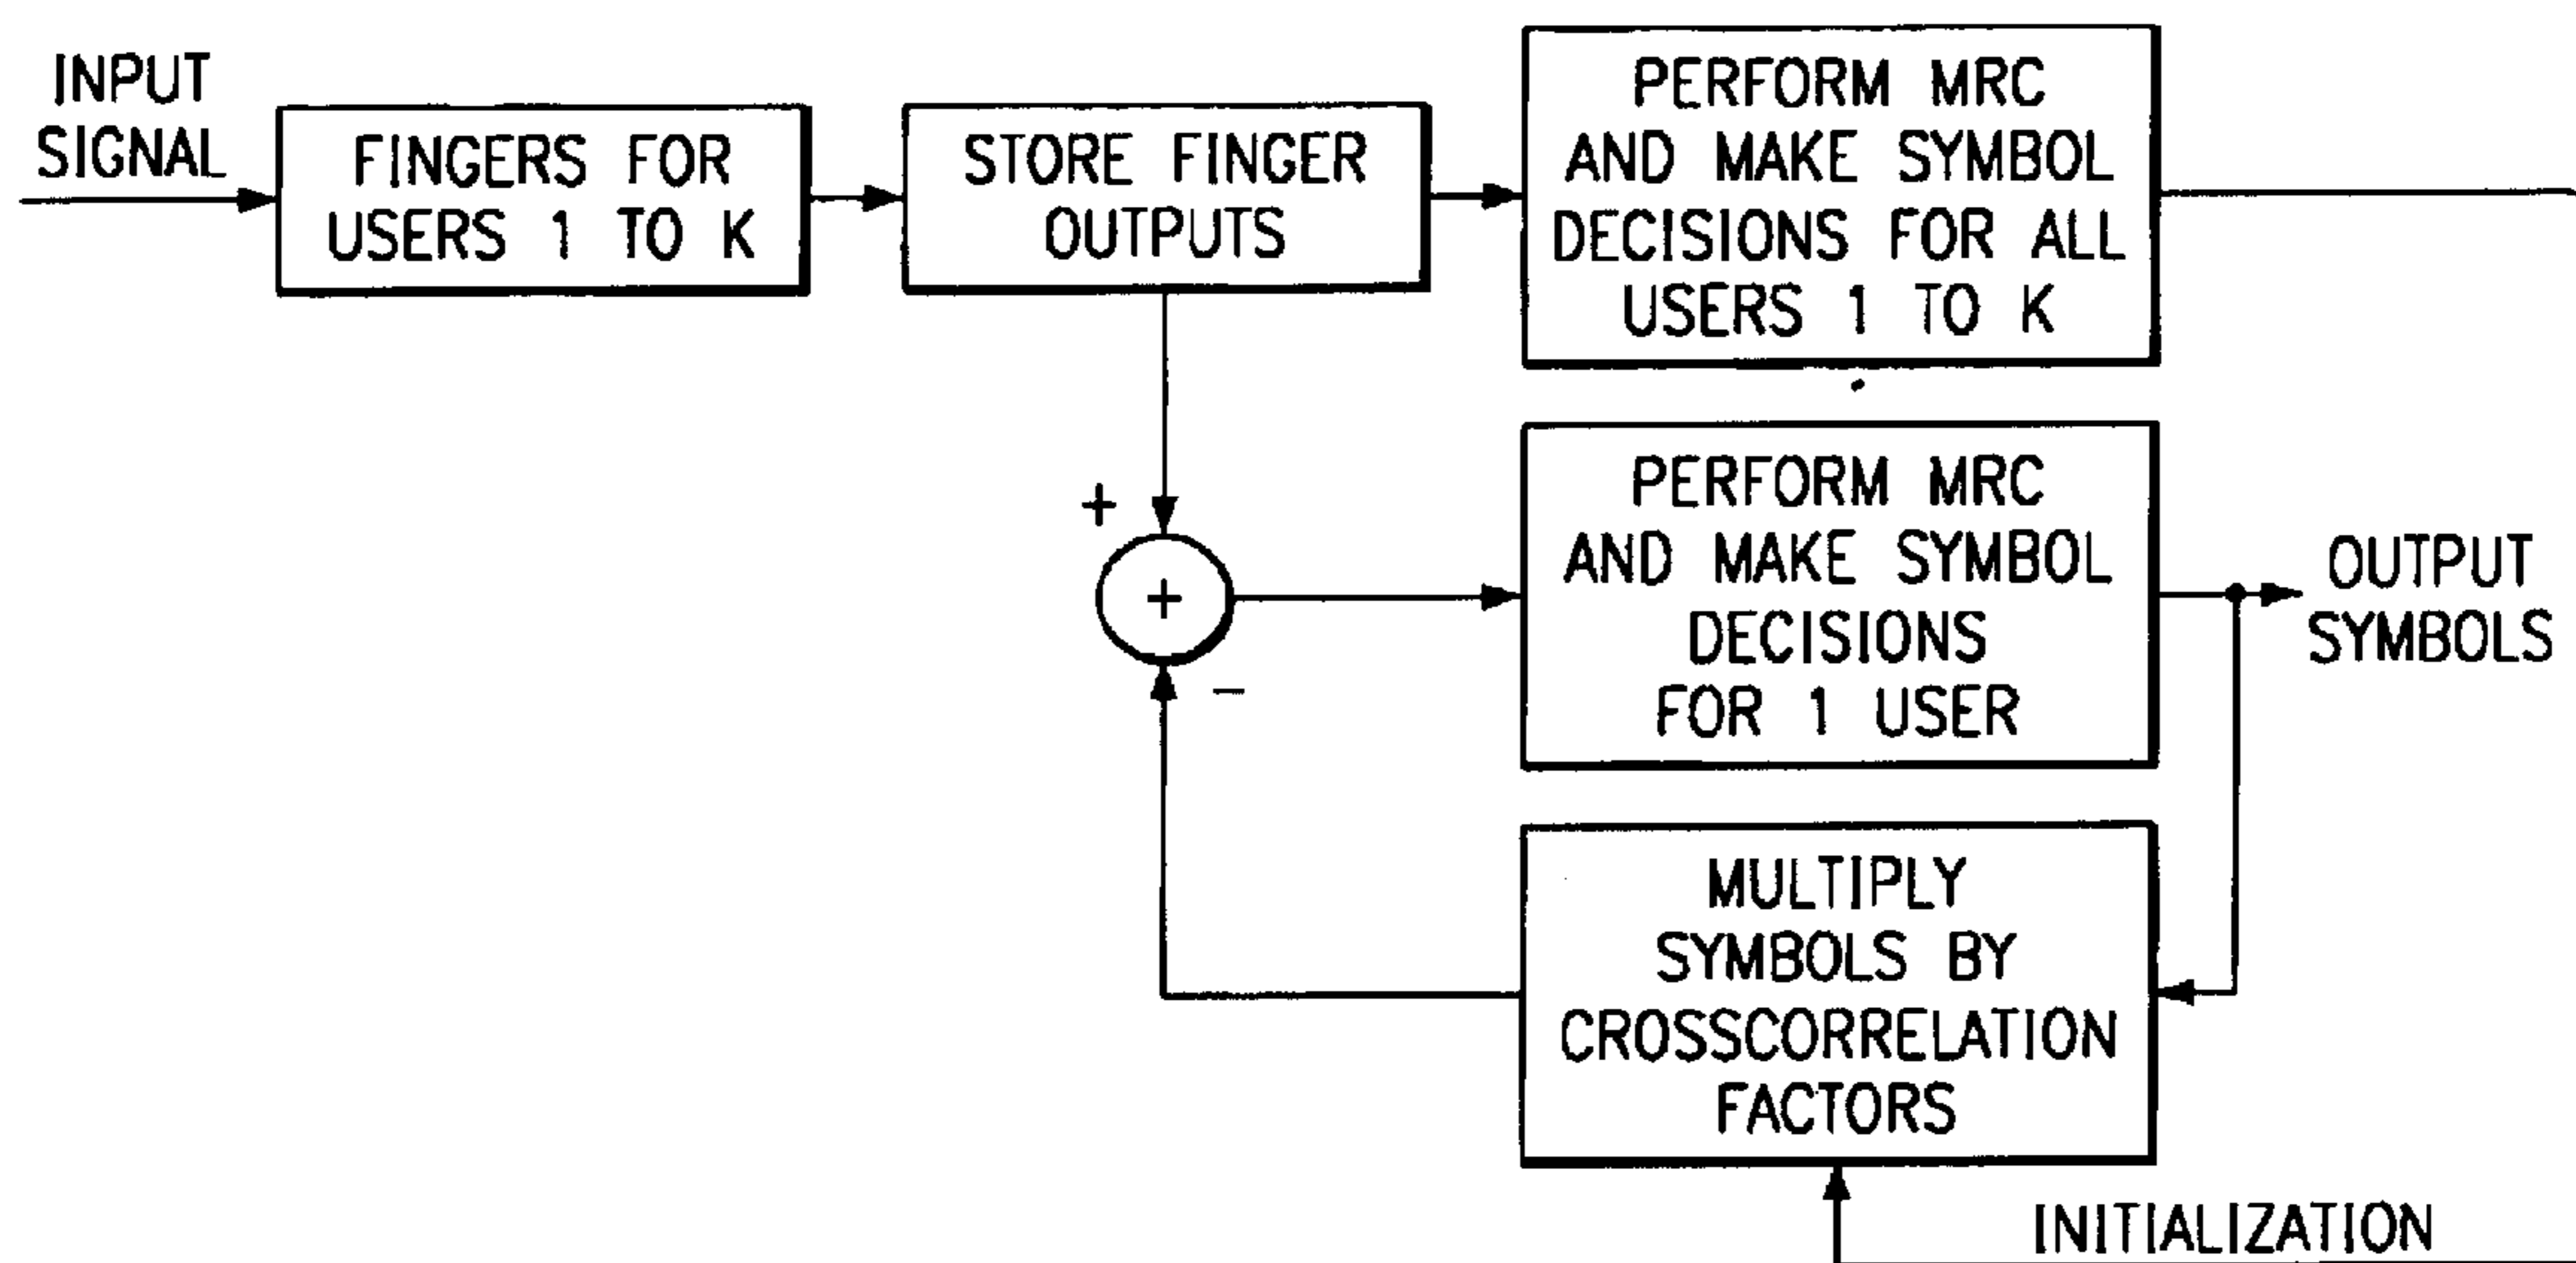 INPUT
SIGNAL
FINGERS FOR
USERS 1 TO K
STORE FINGER
OUTPUTS
PERFORM MRC
AND MAKE SYMBOL
DECISIONS FOR ALL
USERS 1 TO K
+
+
−
PERFORM MRC
AND MAKE SYMBOL
DECISIONS
FOR 1 USER
OUTPUT
SYMBOLS
MULTIPLY
SYMBOLS BY
CROSSCORRELATION
FACTORS
INITIALIZATION